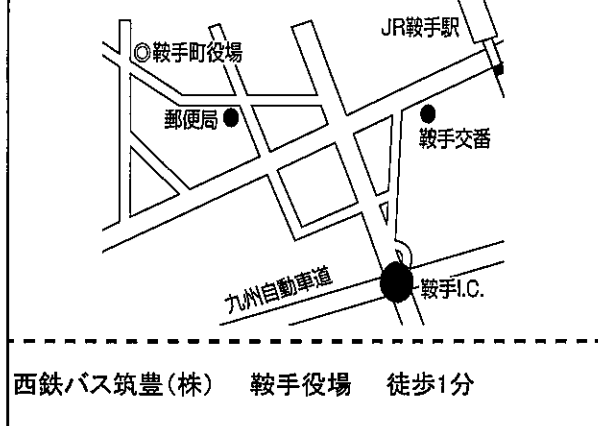 JR鞍手駅
◎鞍手町役場
郵便局
鞍手交番
九州自動車道
鞍手I.C.
西鉄バス筑豊(株) 鞍手役場 徒歩1分